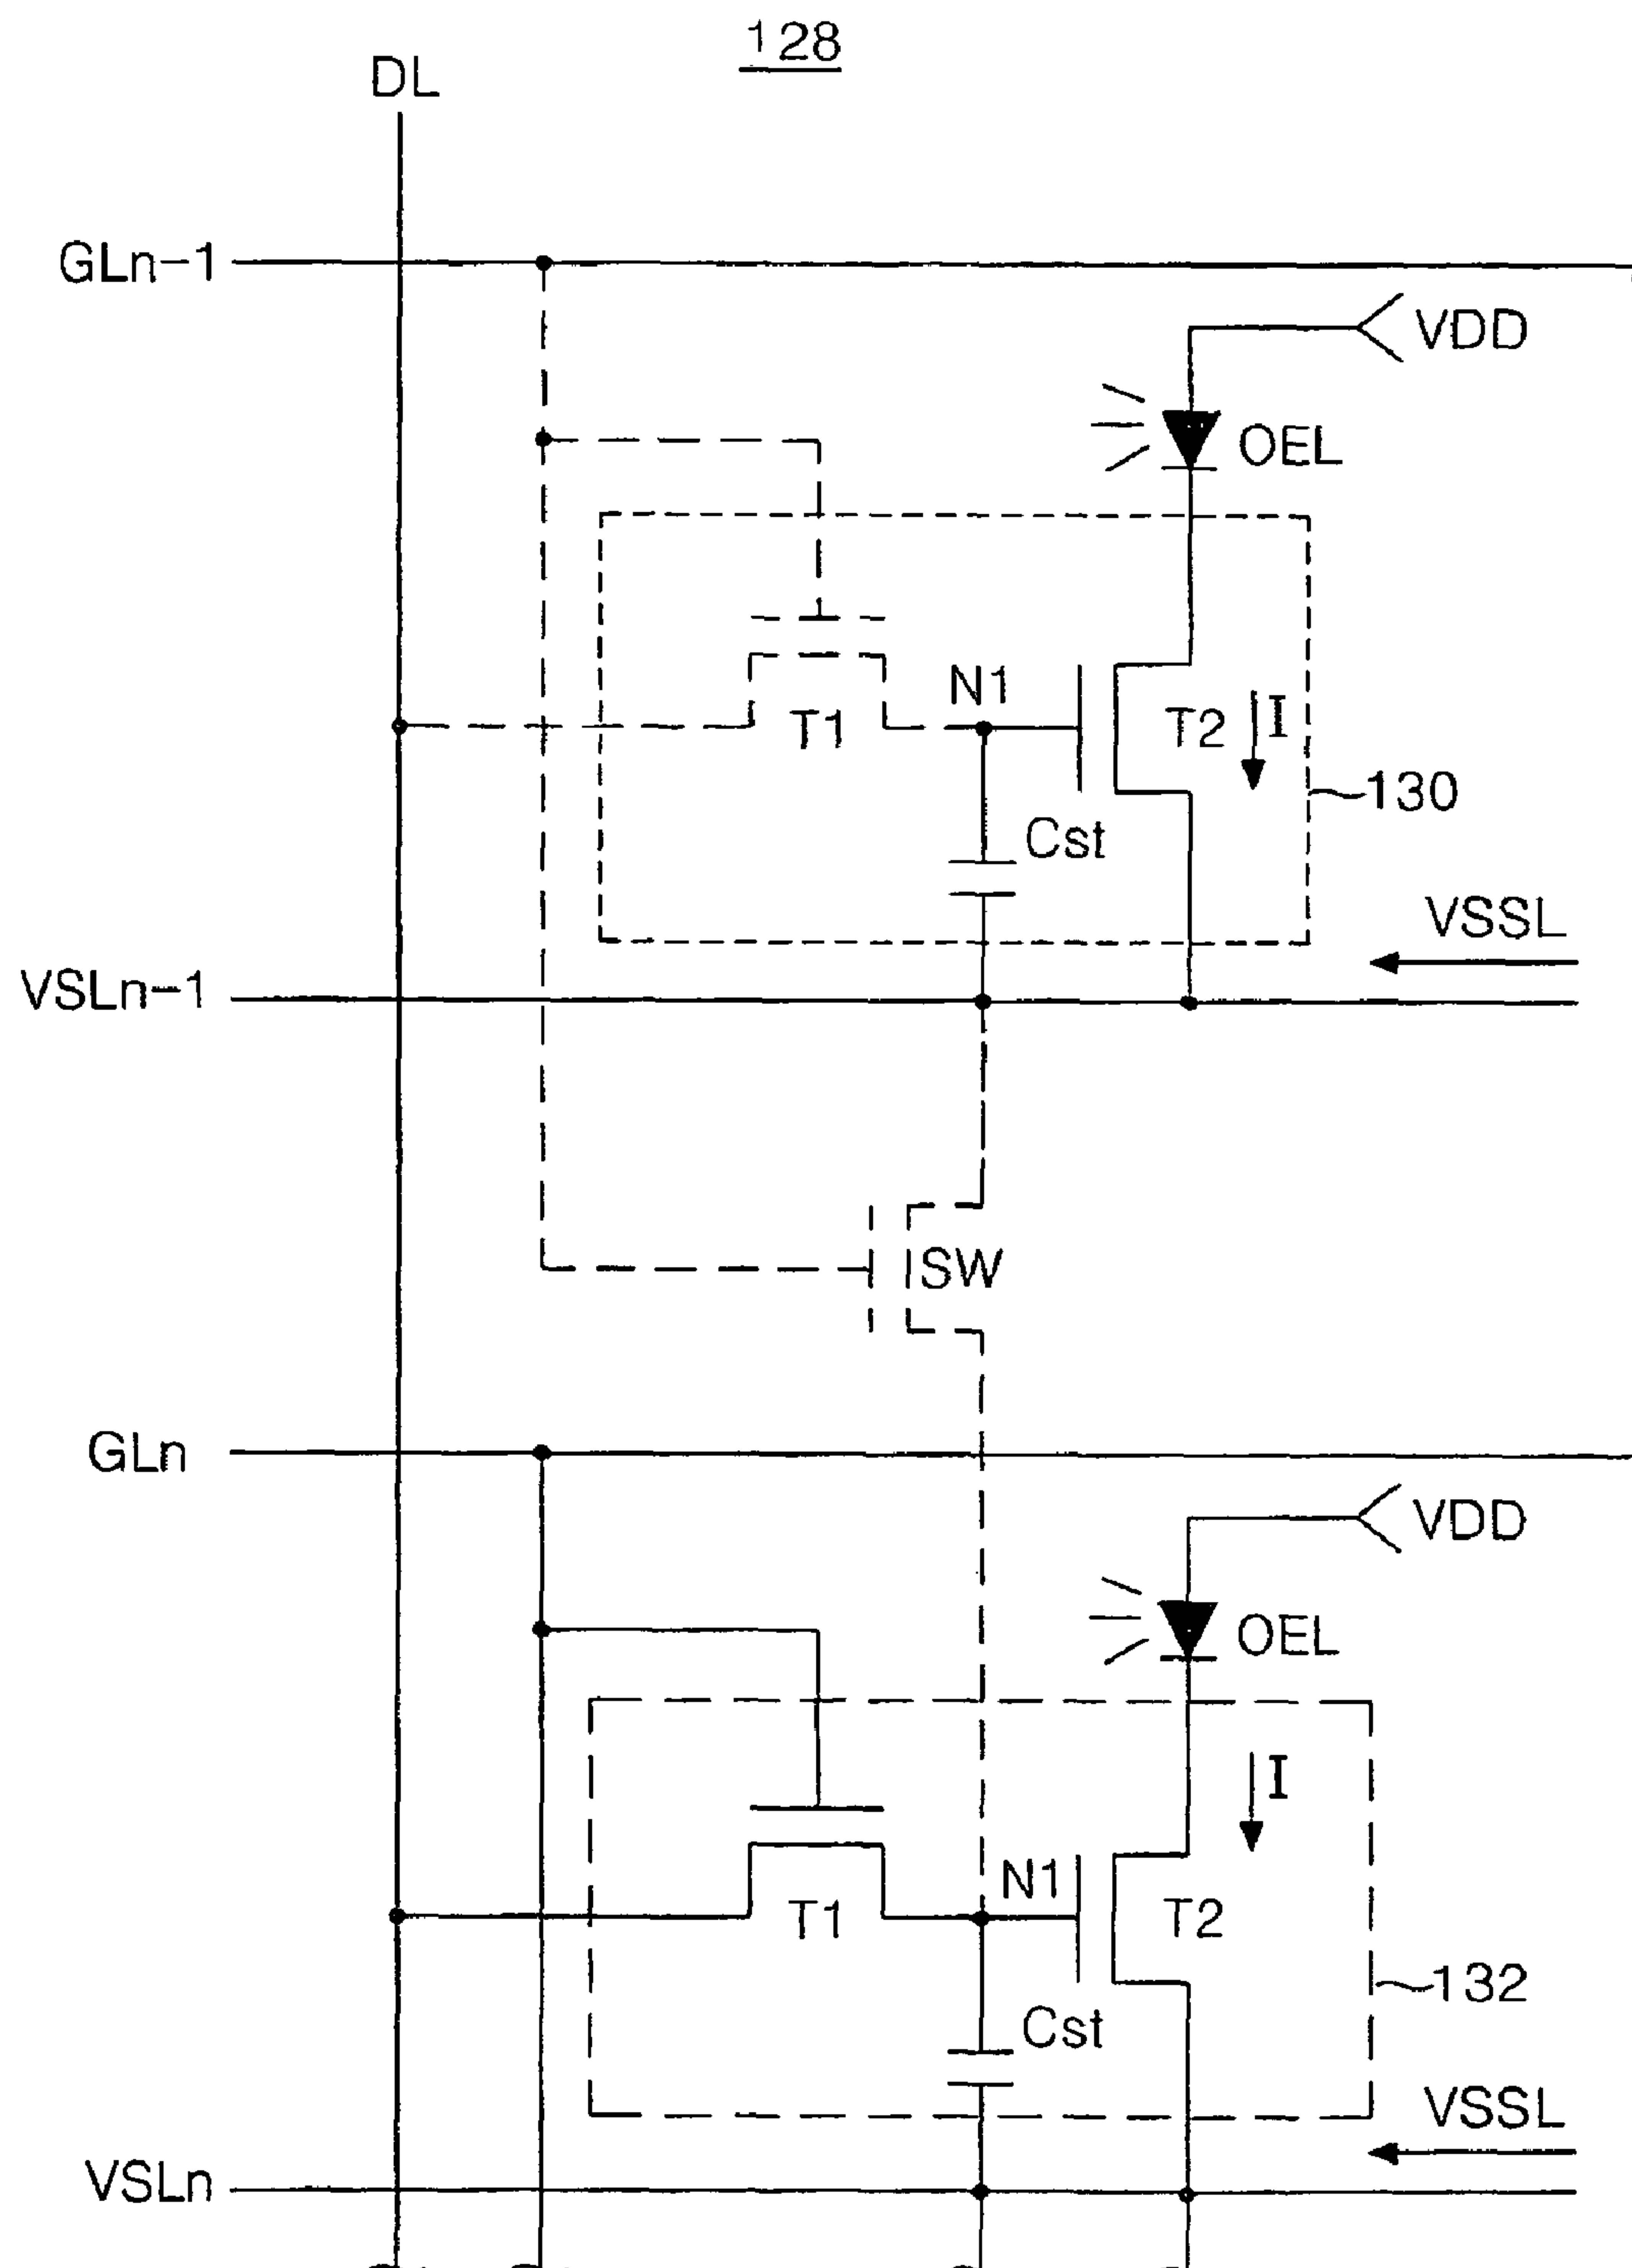 128
DL
GLn-1
VDD
OEL
N1
T1
T2
I
130
Cst
VSSL
VSLn-1
SW
GLn
VDD
OEL
I
N1
T1
T2
132
Cst
VSSL
VSLn